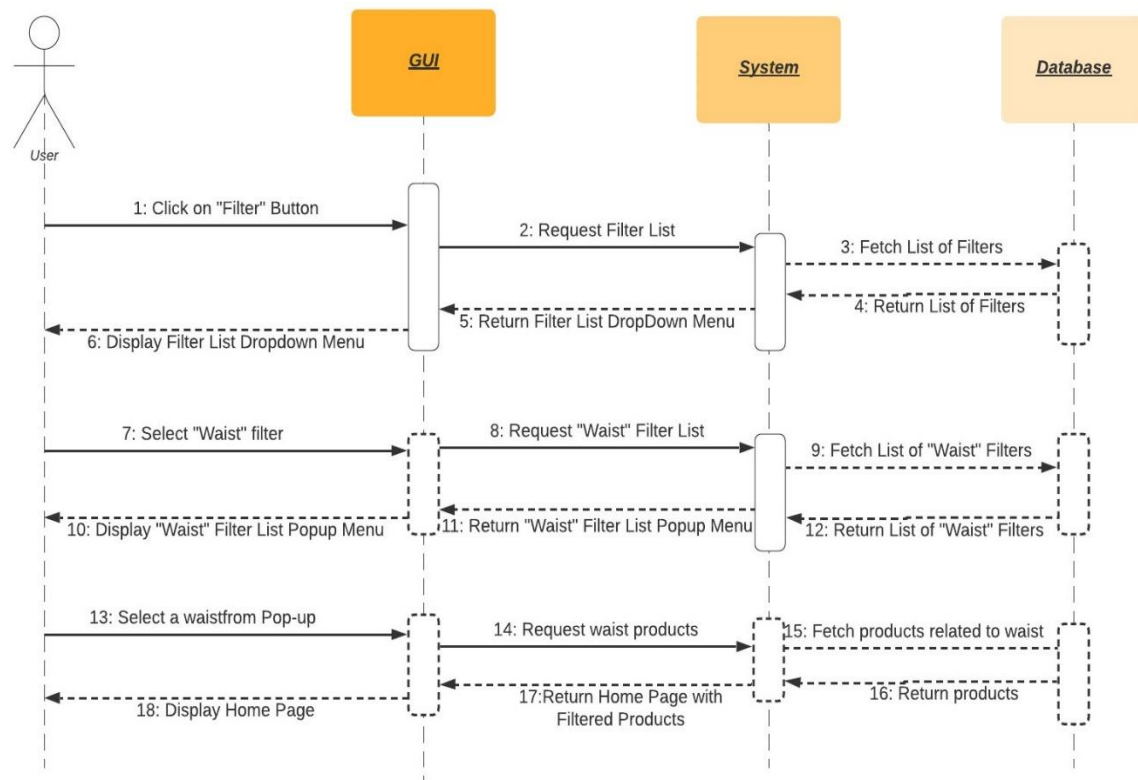 GUI
System
Database
User
1: Click on "Filter" Button
2: Request Filter List
3: Fetch List of Filters
4: Return List of Filters
5: Return Filter List DropDown Menu
6: Display Filter List Dropdown Menu
7: Select "Waist" filter
8: Request "Waist" Filter List
9: Fetch List of "Waist" Filters
10: Display "Waist" Filter List Popup Menu
11: Return "Waist" Filter List Popup Menu
12: Return List of "Waist" Filters
13: Select a waistfrom Pop-up
14: Request waist products
15: Fetch products related to waist
16: Return products
17:Return Home Page with
Filtered Products
18: Display Home Page